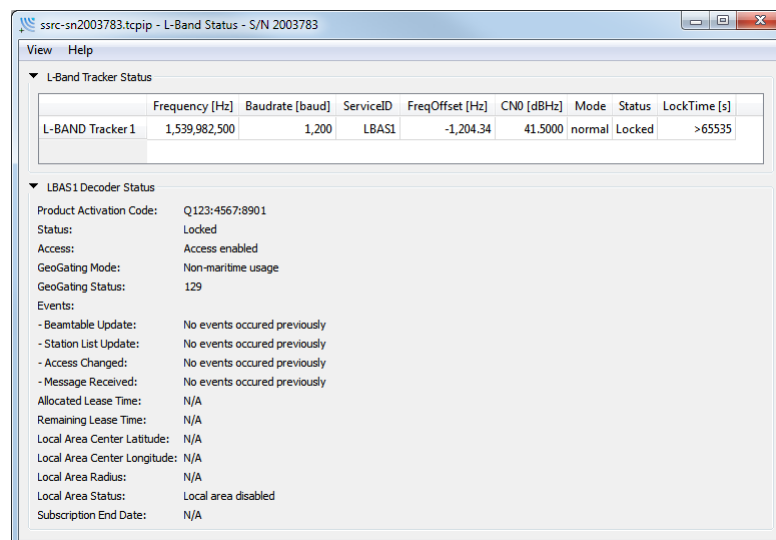 ssrc-sn2003783.tcpip - L-Band Status - S/N 2003783
View Help
L-Band Tracker Status
Frequency [Hz] Baudrate [baud] ServiceID FreqOffset [Hz] CN0 [dBHz] Mode Status LockTime [s]
L-BAND Tracker 1 1,539,982,500 1,200 LBAS1 -1,204.34 41.5000 normal Locked >65535
LBAS1 Decoder Status
Product Activation Code: Q123:4567:8901
Status: Locked
Access: Access enabled
GeoGating Mode: Non-maritime usage
GeoGating Status: 129
Events:
- Beamtable Update: No events occured previously
- Station List Update: No events occured previously
- Access Changed: No events occured previously
- Message Received: No events occured previously
Allocated Lease Time: N/A
Remaining Lease Time: N/A
Local Area Center Latitude: N/A
Local Area Center Longitude: N/A
Local Area Radius: N/A
Local Area Status: Local area disabled
Subscription End Date: N/A